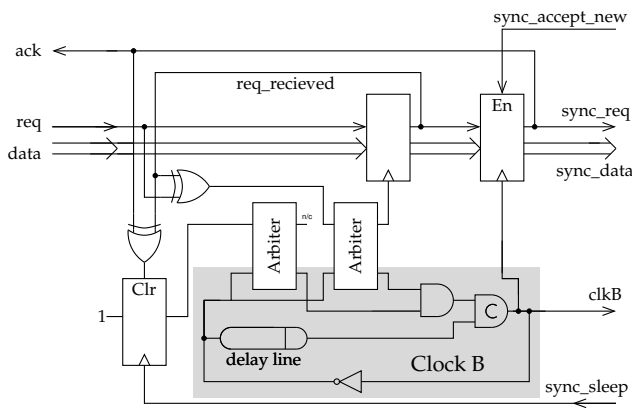 sync_accept_new
ack
req_recieved
En
req
sync_req
data
sync_data
n/c
Arbiter
Arbiter
Clr
1
C
clkB
delay line
Clock B
sync_sleep